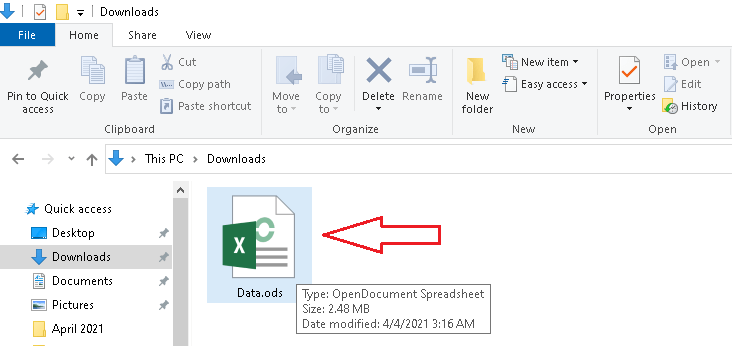 Downloads
File Home Share View
Pin to Quick access
Copy
Paste
Cut
Copy path
Paste shortcut
Clipboard
Move to
Copy to
Delete
Rename
Organize
New folder
New item
Easy access
New
Properties
Open
Edit
History
Open
This PC > Downloads
Quick access
Desktop
Downloads
Documents
Pictures
April 2021
X
Data.ods
Type: OpenDocument Spreadsheet
Size: 2.48 MB
Date modified: 4/4/2021 3:16 AM